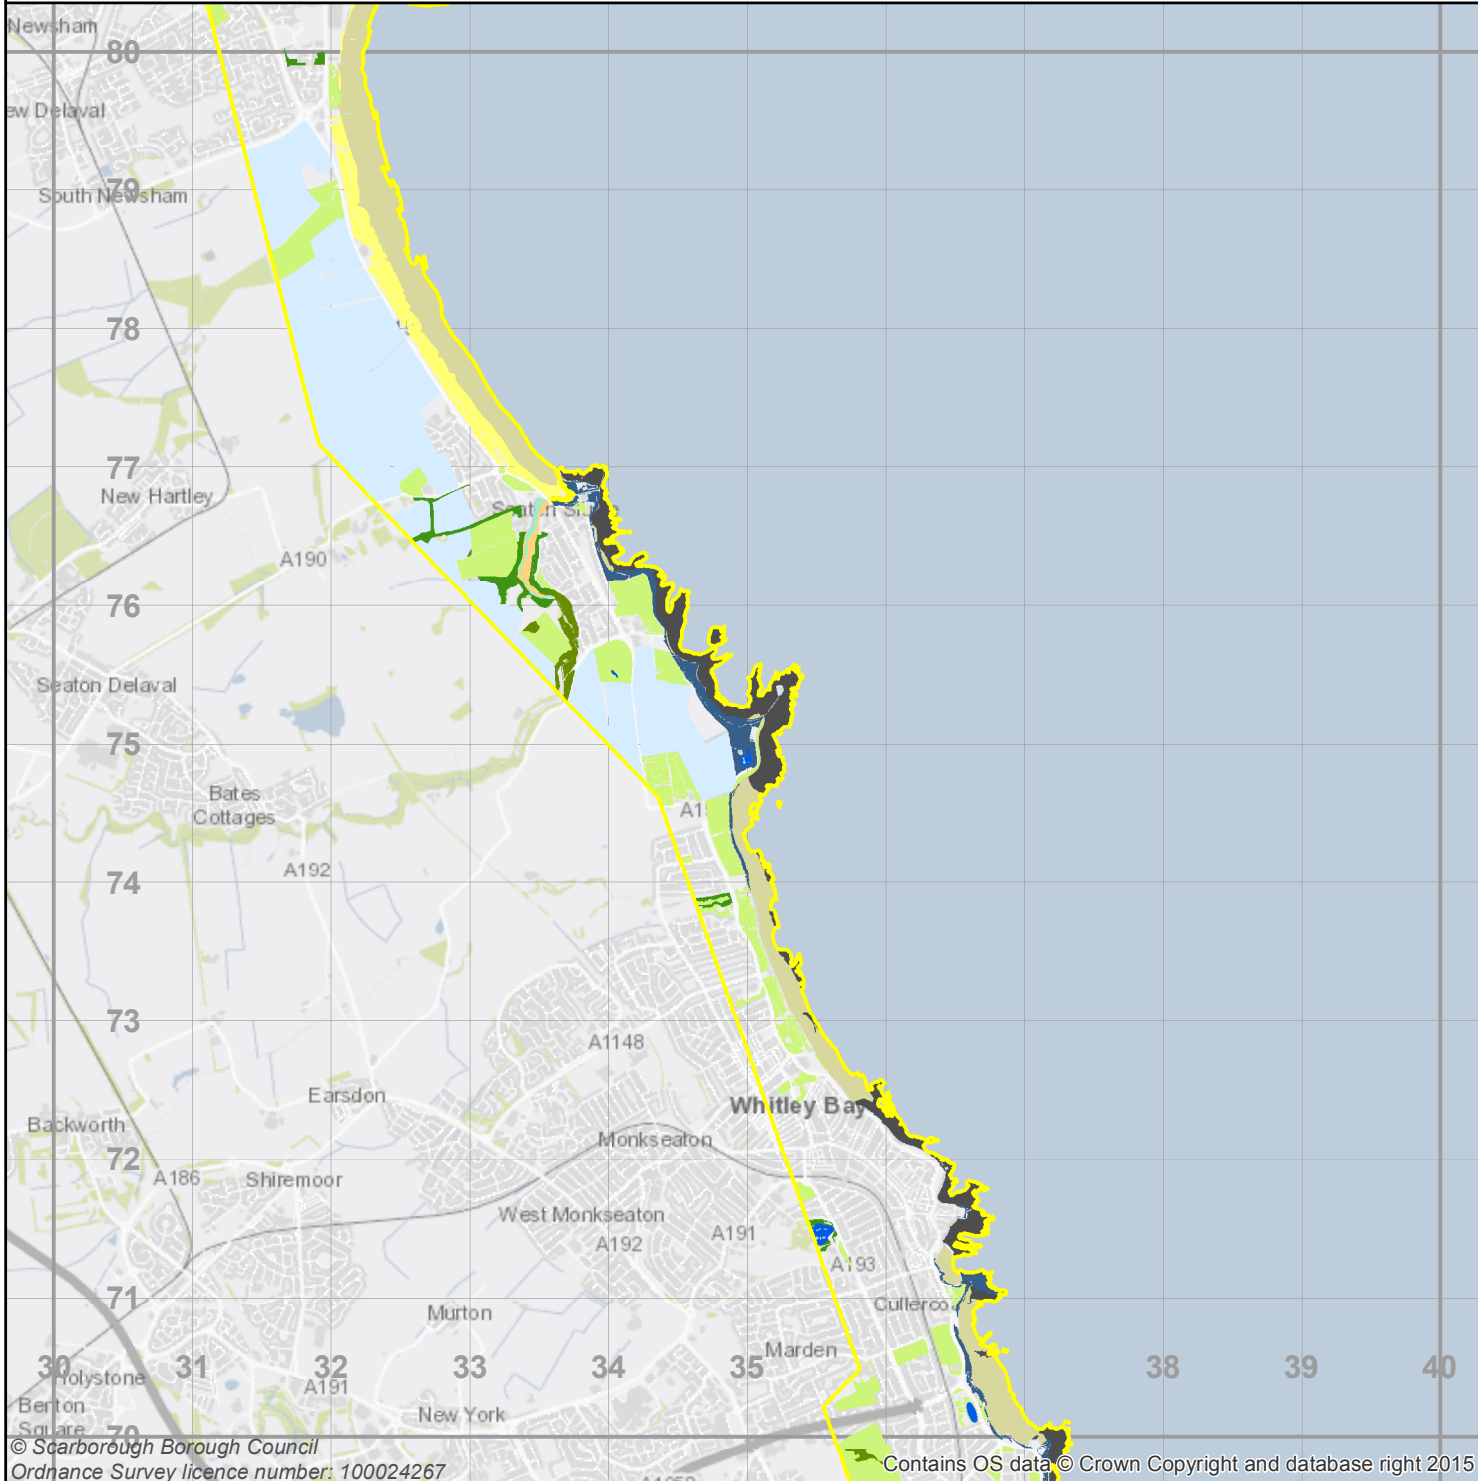 Newsham
80
ew Delaval
79
South Newsham
78
77
New Hartley
A190
76
Seaton Delaval
75
Bates
Cottages
74
A192
73
A1148
Earsdon
Whitley Bay
Backworth
Monkseaton
72
A186
Shiremoor
West Monkseaton
A191
A192
A193
71
Murton
Marden
30
31
32
33
34
35
38
39
40
Holystone
A191
Benton
Square
New York
70
© Scarborough Borough Council
Ordnance Survey licence number: 100024267
Contains OS data © Crown Copyright and database right 2015